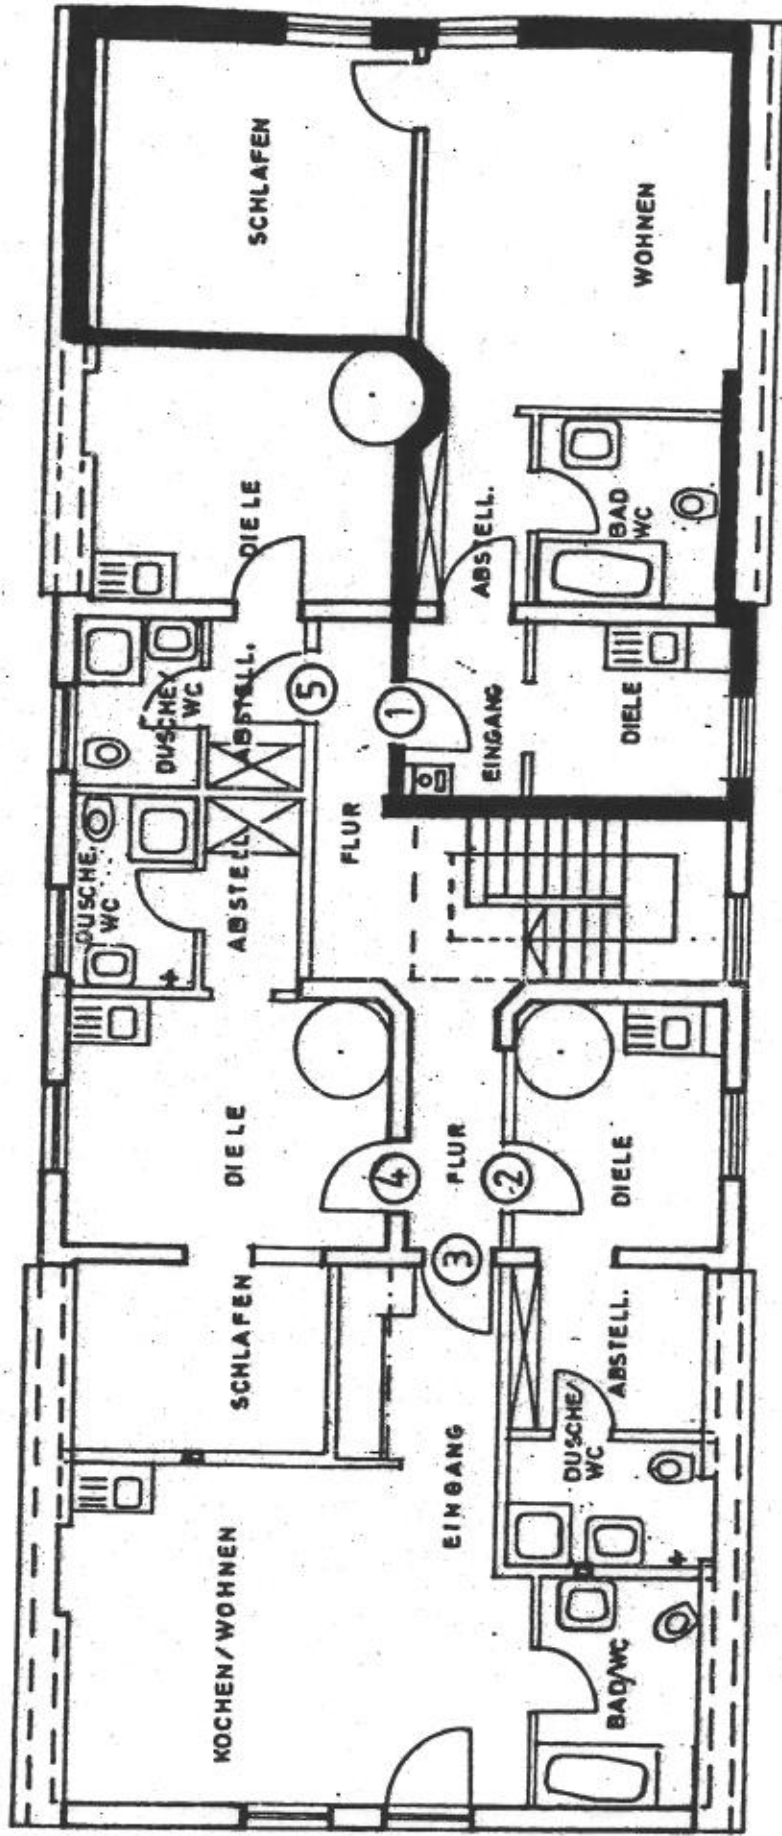 SCHLAFEN
WOHNEN
DIELE
ABSTELL.
BAD
WC
DUSCHE/
WC
ABSTELL.
5
1
EINGANG
DIELE
DUSCHE/
WC
ABSTELL.
FLUR
DIELE
4
FLUR
2
DIELE
3
SCHLAFEN
EINGANG
ABSTELL.
DUSCHE/
WC
KOCHEN/WOHNEN
BAD/WC